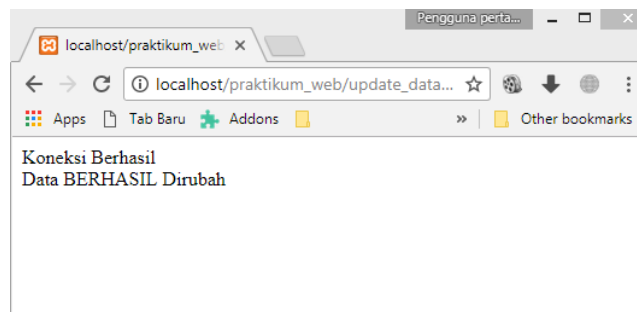 Pengguna perta...
localhost/praktikum_web
localhost/praktikum_web/update_data...
Apps Tab Baru Addons » Other bookmarks
Koneksi Berhasil
Data BERHASIL Dirubah